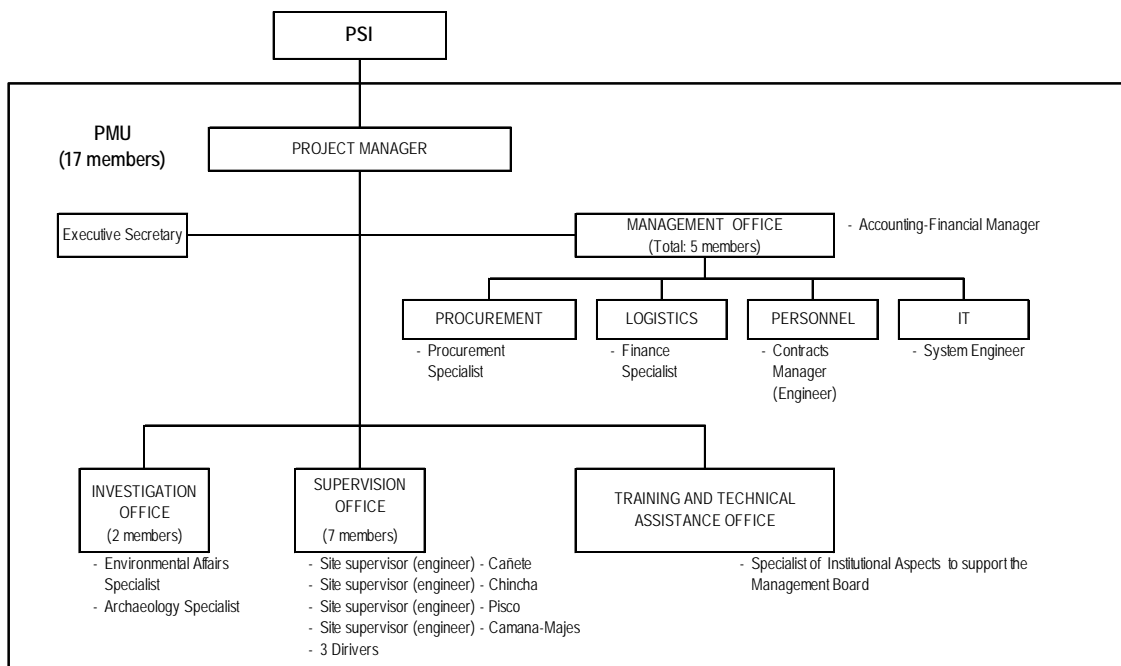 PSI
PMU
(17 members)
PROJECT MANAGER
Executive Secretary
MANAGEMENT OFFICE
(Total: 5 members)
- Accounting-Financial Manager
PROCUREMENT
- Procurement
Specialist
LOGISTICS
- Finance
Specialist
PERSONNEL
- Contracts
Manager
(Engineer)
IT
- System Engineer
INVESTIGATION
OFFICE
(2 members)
- Environmental Affairs
Specialist
- Archaeology Specialist
SUPERVISION
OFFICE
(7 members)
- Site supervisor (engineer) - Cañete
- Site supervisor (engineer) - Chincha
- Site supervisor (engineer) - Pisco
- Site supervisor (engineer) - Camana-Majes
- 3 Dirivers
TRAINING AND TECHNICAL
ASSISTANCE OFFICE
- Specialist of Institutional Aspects to support the
Management Board